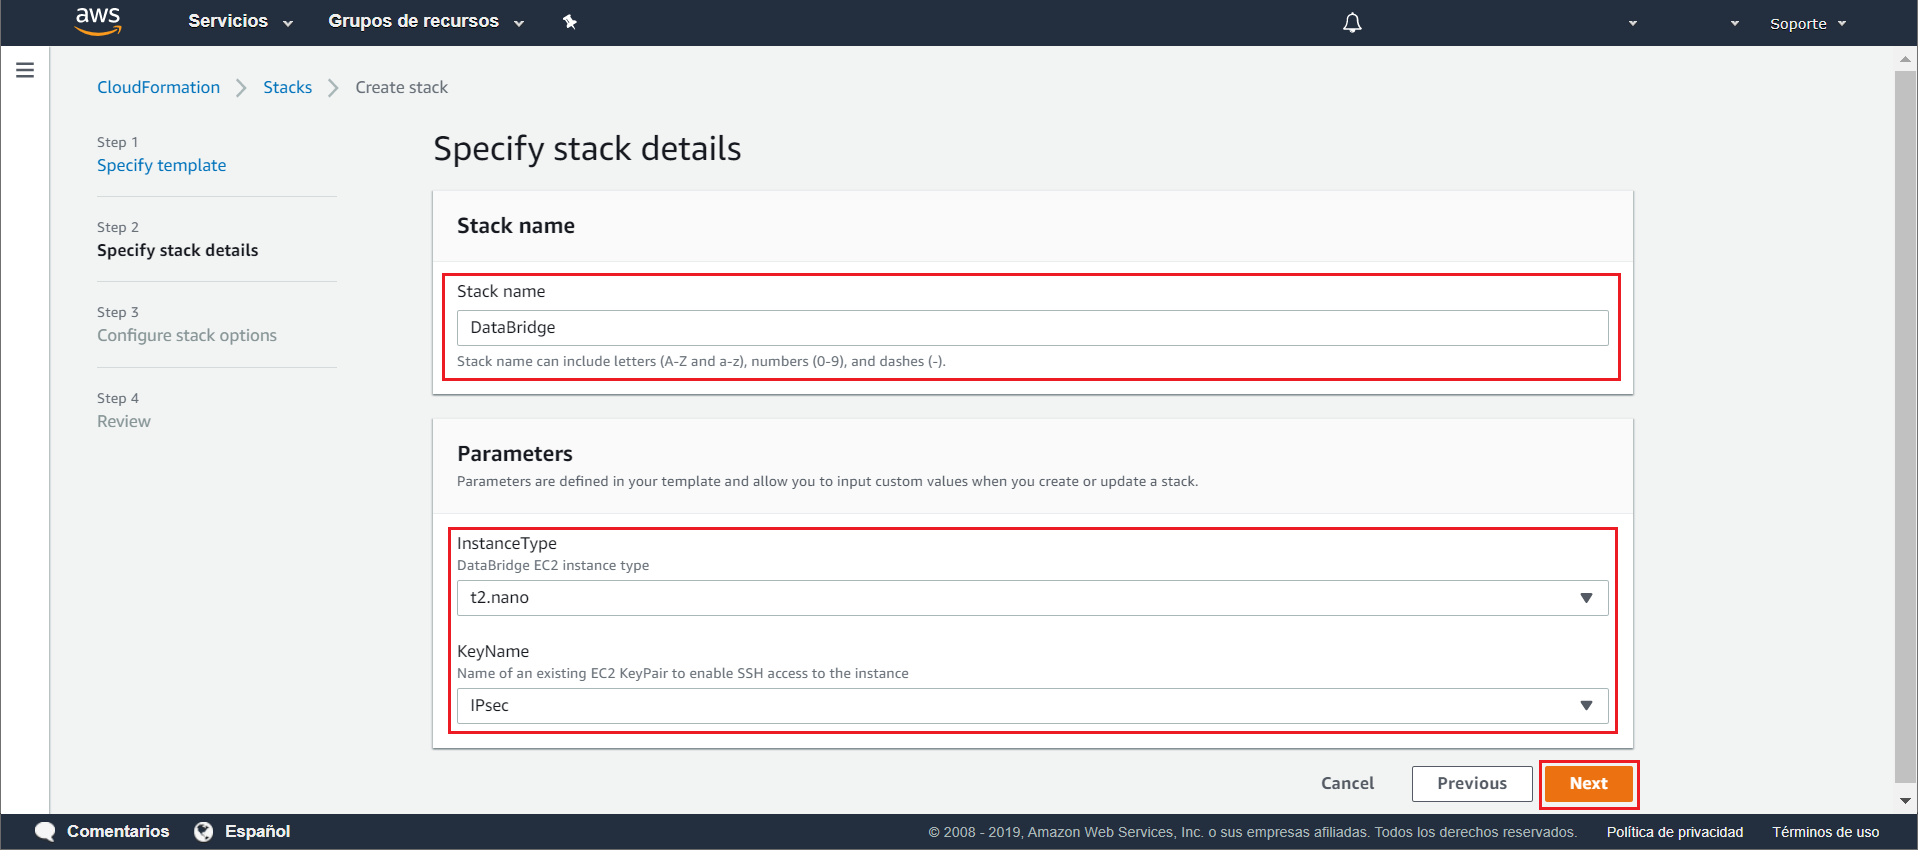 aws Servicios Grupos de recursos Soporte
CloudFormation Stacks Create stack
Step 1
Specify template
Step 2
Specify stack details
Step 3
Configure stack options
Step 4
Review
Specify stack details
Stack name
Stack name
DataBridge
Stack name can include letters (A-Z and a-z), numbers (0-9), and dashes (-).
Parameters
Parameters are defined in your template and allow you to input custom values when you create or update a stack.
InstanceType
DataBridge EC2 instance type
t2.nano
KeyName
Name of an existing EC2 KeyPair to enable SSH access to the instance
IPsec
Cancel Previous Next
Comentarios Español © 2008 - 2019, Amazon Web Services, Inc. o sus empresas afiliadas. Todos los derechos reservados. Política de privacidad Términos de uso